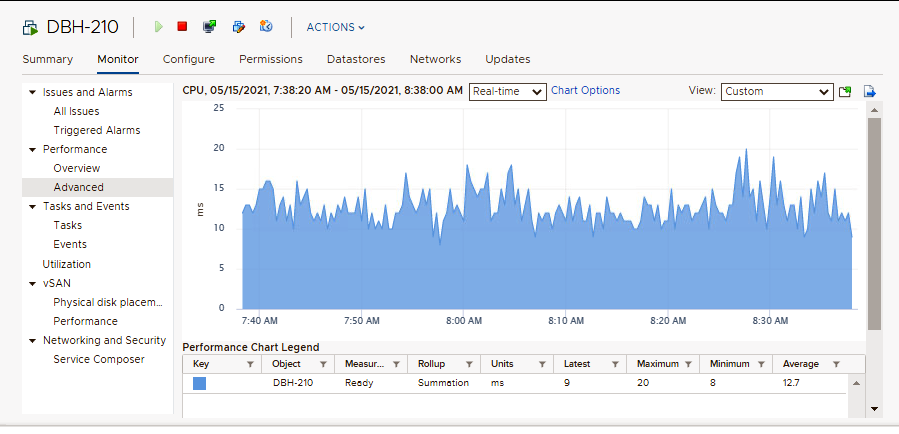 DBH-210 ACTIONS
Summary Monitor Configure Permissions Datastores Networks Updates
Issues and Alarms
All Issues
Triggered Alarms
Performance
Overview
Advanced
Tasks and Events
Tasks
Events
Utilization
vSAN
Physical disk placem...
Performance
Networking and Security
Service Composer
CPU, 05/15/2021, 7:38:20 AM - 05/15/2021, 8:38:00 AM Real-time Chart Options View: Custom
25
20
15
10
5
0
ms
7:40 AM 7:50 AM 8:00 AM 8:10 AM 8:20 AM 8:30 AM
Performance Chart Legend
Key Object Measur... Rollup Units Latest Maximum Minimum Average
DBH-210 Ready Summation ms 9 20 8 12.7